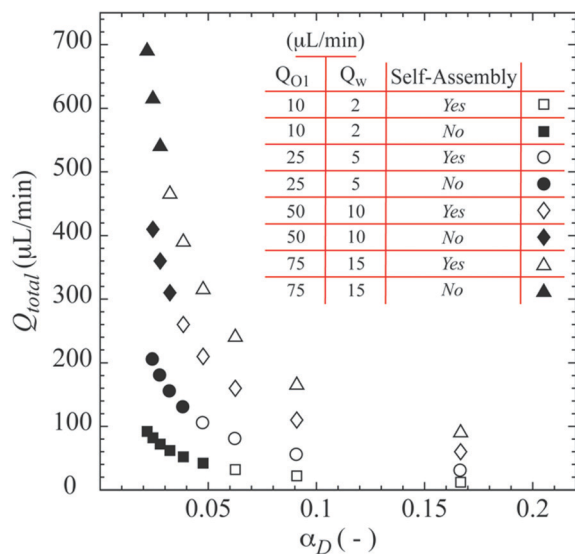 700
600
500
400
300
200
100
0
Q_total (μL/min)
0.05
0.1
0.15
0.2
α_D ( - )
(μL/min)
Q_O1 Q_w Self-Assembly
10 2 Yes
10 2 No
25 5 Yes
25 5 No
50 10 Yes
50 10 No
75 15 Yes
75 15 No